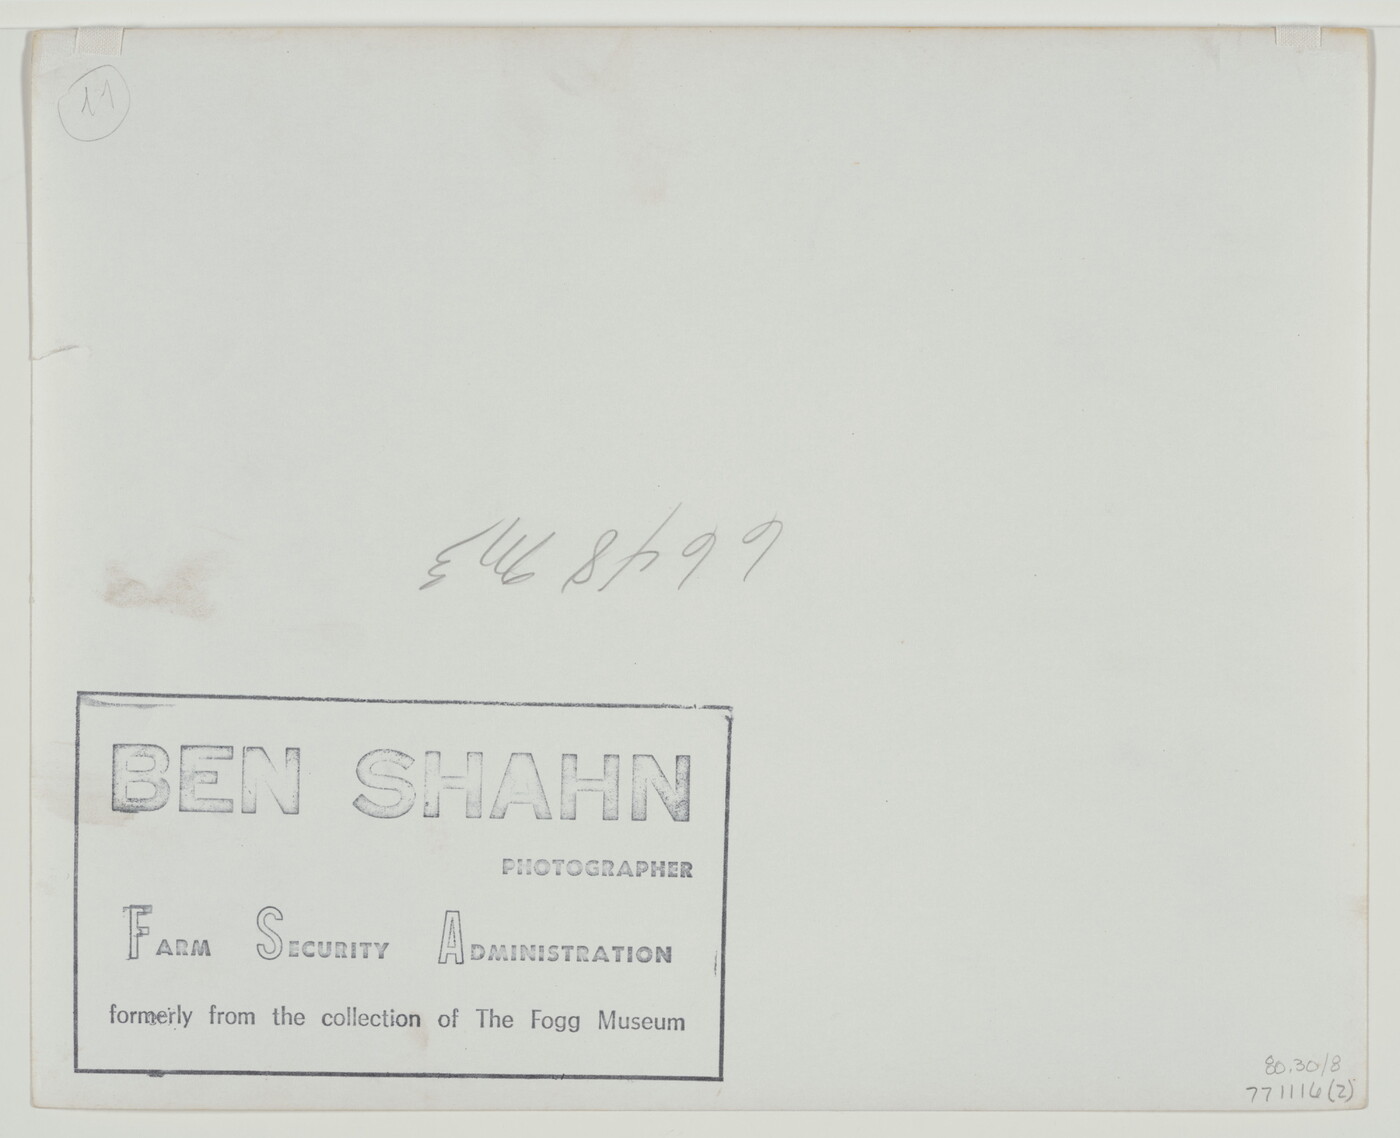 11
6648 M3
BEN SHAHN
PHOTOGRAPHER
FARM SECURITY ADMINISTRATION
formerly from the collection of The Fogg Museum
80.30/8
771116(2)